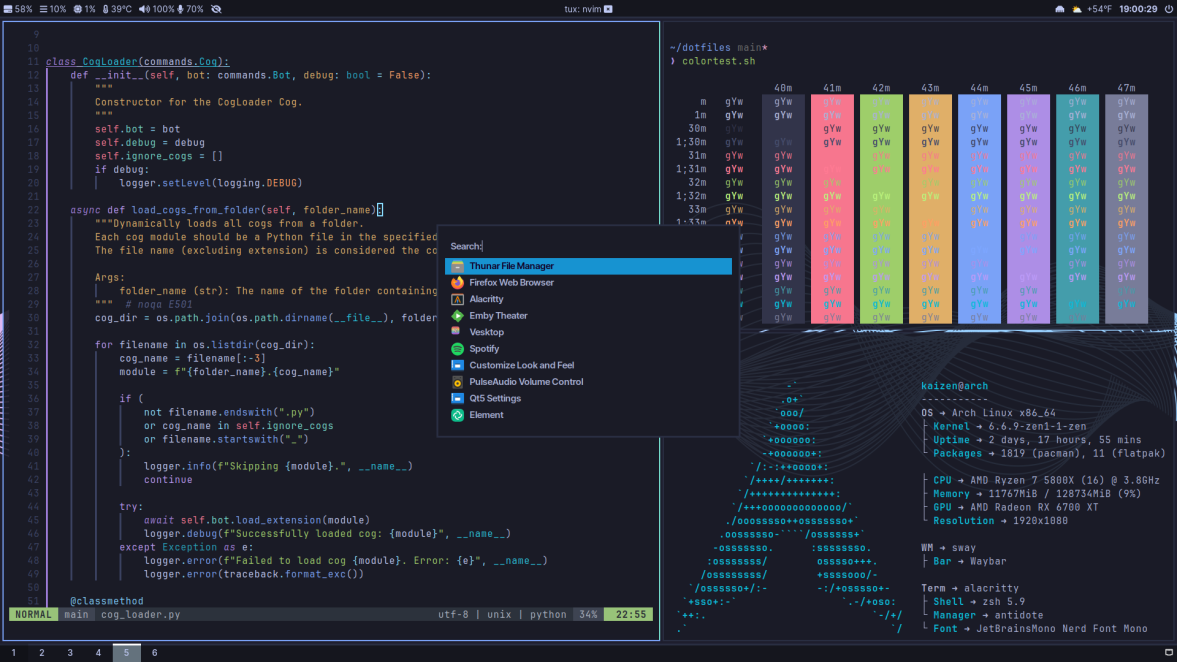 58% 10% 1% 39°C 100% 70%
tux: nvim
+54°F 19:00:29
9
10
11 class CogLoader(commands.Cog):
12 def __init__(self, bot: commands.Bot, debug: bool = False):
13 """
14 Constructor for the CogLoader Cog.
15 """
16 self.bot = bot
17 self.debug = debug
18 self.ignore_cogs = []
19 if debug:
20 logger.setLevel(logging.DEBUG)
21
22 async def load_cogs_from_folder(self, folder_name):
23 """Dynamically loads all cogs from a folder.
24 Each cog module should be a Python file in the specified
25 The file name (excluding extension) is considered the co
26
27 Args:
28 folder_name (str): The name of the folder containing
29 """ # noqa E501
30 cog_dir = os.path.join(os.path.dirname(__file__), folder
31
32 for filename in os.listdir(cog_dir):
33 cog_name = filename[:-3]
34 module = f"{folder_name}.{cog_name}"
35
36 if (
37 not filename.endswith(".py")
38 or cog_name in self.ignore_cogs
39 or filename.startswith("_")
40 ):
41 logger.info(f"Skipping {module}.", __name__)
42 continue
43
44 try:
45 await self.bot.load_extension(module)
46 logger.debug(f"Successfully loaded cog: {module}", __name__)
47 except Exception as e:
48 logger.error(f"Failed to load cog {module}. Error: {e}", __name__)
49 logger.error(traceback.format_exc())
50
51 @classmethod
NORMAL main cog_loader.py utf-8 | unix | python 34% 22:55
Search:
Thunar File Manager
Firefox Web Browser
Alacritty
Emby Theater
Vesktop
Spotify
Customize Look and Feel
PulseAudio Volume Control
Qt5 Settings
Element
~/dotfiles main*
❯ colortest.sh
40m 41m 42m 43m 44m 45m 46m 47m
m gYw gYw gYw gYw gYw gYw gYw gYw gYw
1m gYw gYw gYw gYw gYw gYw gYw gYw gYw
30m gYw gYw gYw gYw gYw gYw gYw gYw
1;30m gYw gYw gYw gYw gYw gYw gYw gYw
31m gYw gYw gYw gYw gYw gYw gYw gYw
1;31m gYw gYw gYw gYw gYw gYw gYw gYw
32m gYw gYw gYw gYw gYw gYw gYw gYw
1;32m gYw gYw gYw gYw gYw gYw gYw gYw
33m gYw gYw gYw gYw gYw gYw gYw gYw
1;33m gYw gYw gYw gYw gYw gYw gYw gYw
kaizen@arch
-----------
OS → Arch Linux x86_64
├ Kernel → 6.6.9-zen1-1-zen
├ Uptime → 2 days, 17 hours, 55 mins
└ Packages → 1819 (pacman), 11 (flatpak)
├ CPU → AMD Ryzen 7 5800X (16) @ 3.8GHz
├ Memory → 11767MiB / 128734MiB (9%)
├ GPU → AMD Radeon RX 6700 XT
└ Resolution → 1920x1080
WM → sway
├ Bar → Waybar
Term → alacritty
├ Shell → zsh 5.9
├ Manager → antidote
└ Font → JetBrainsMono Nerd Font Mono
1 2 3 4 5 6